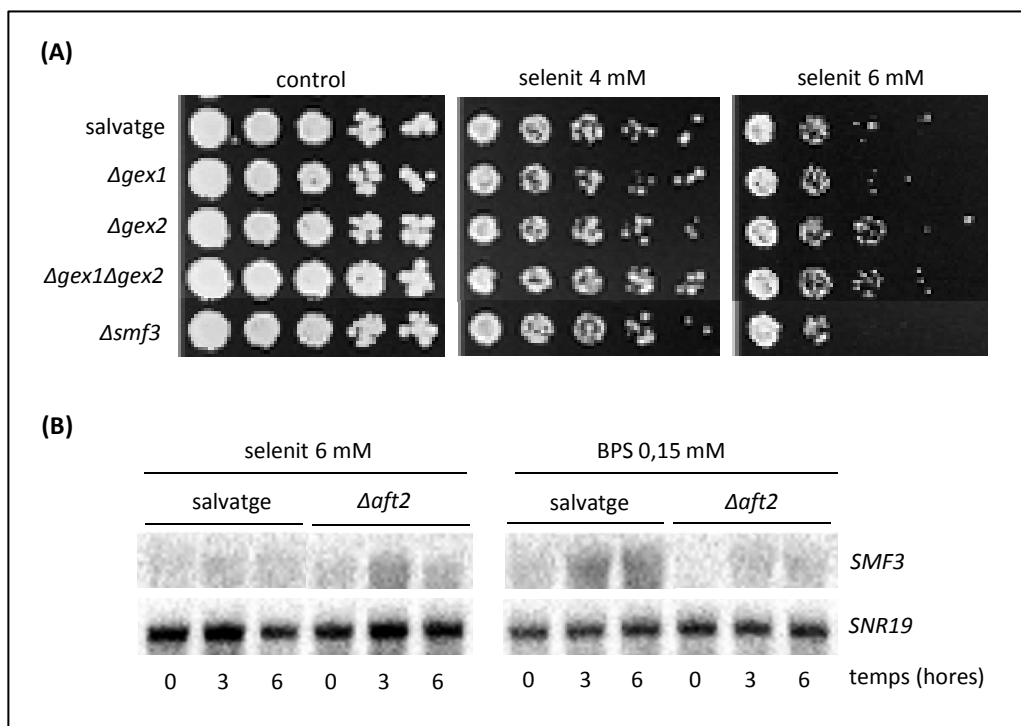 (A)
control selenit 4 mM selenit 6 mM
salvatge
Δgex1
Δgex2
Δgex1Δgex2
Δsmf3
(B)
selenit 6 mM BPS 0,15 mM
salvatge Δaft2 salvatge Δaft2
SMF3
SNR19
0 3 6 0 3 6 0 3 6 0 3 6 temps (hores)